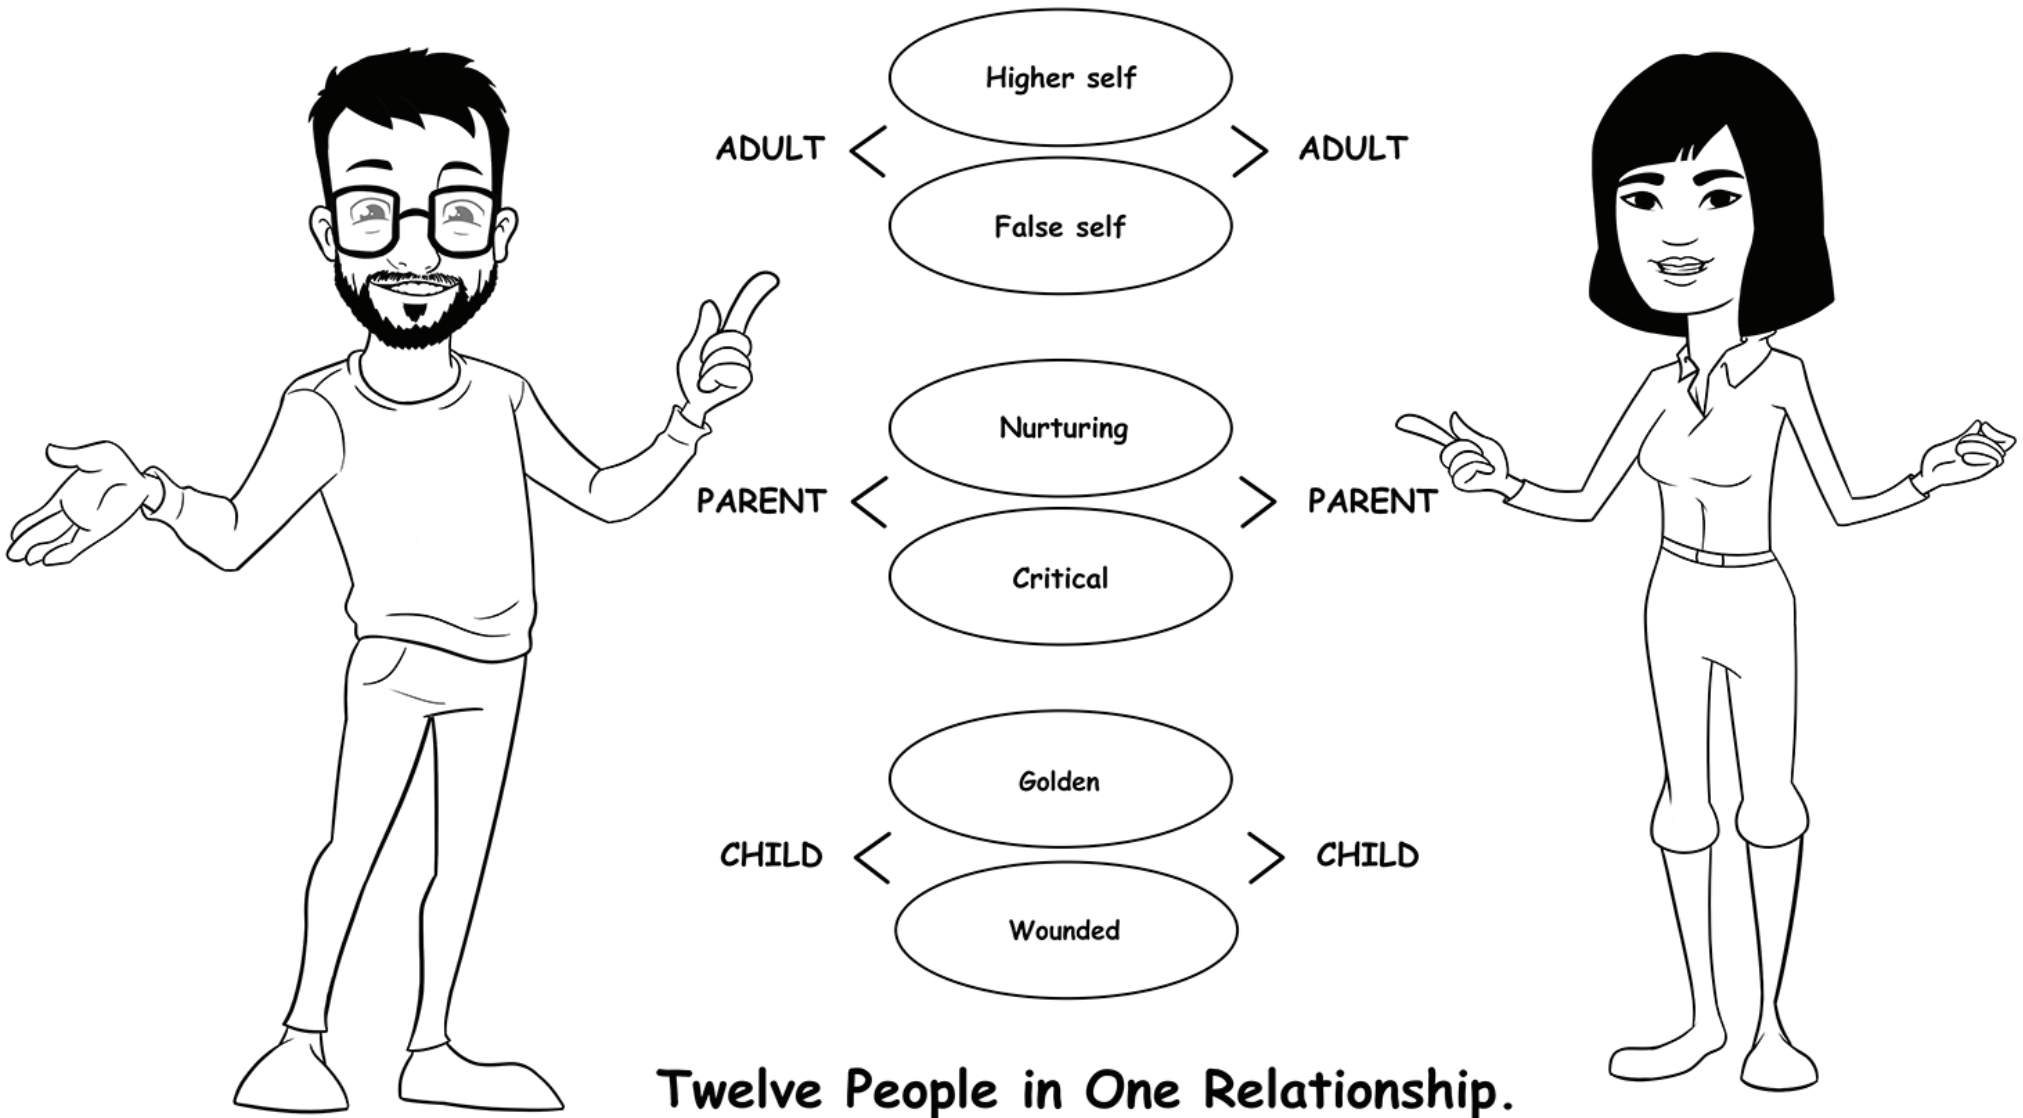 Higher self
ADULT
ADULT
False self
Nurturing
PARENT
PARENT
Critical
Golden
CHILD
CHILD
Wounded
Twelve People in One Relationship.